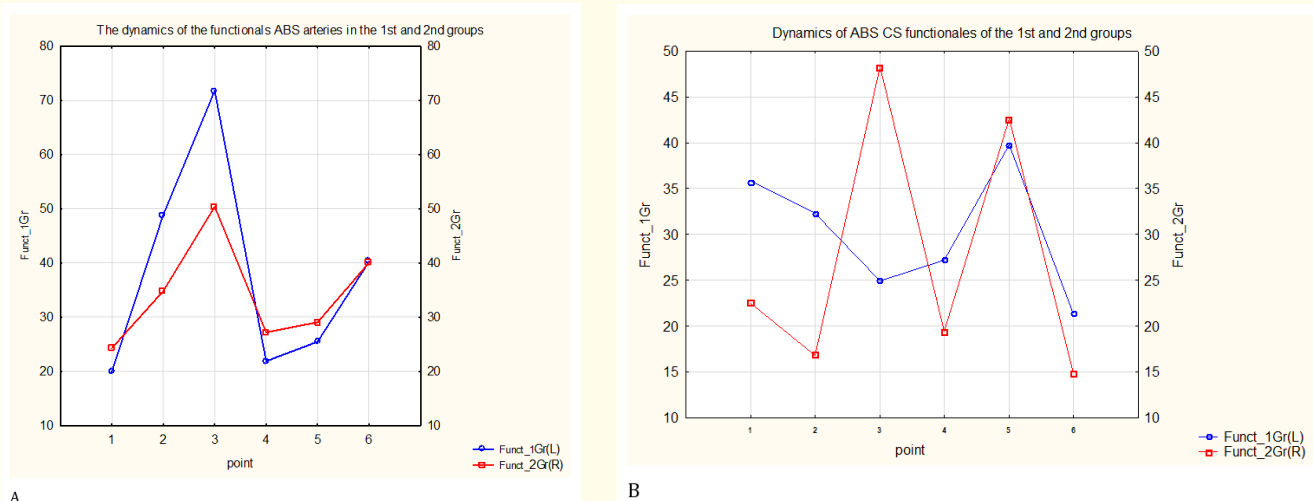 The dynamics of the functionals ABS arteries in the 1st and 2nd groups
80
70
60
50
40
30
20
10
Funct_1Gr
80
70
60
50
40
30
20
10
Funct_2Gr
1 2 3 4 5 6
point
Funct_1Gr(L)
Funct_2Gr(R)
A
Dynamics of ABS CS functionales of the 1st and 2nd groups
50
45
40
35
30
25
20
15
10
Funct_1Gr
50
45
40
35
30
25
20
15
10
Funct_2Gr
1 2 3 4 5 6
point
Funct_1Gr(L)
Funct_2Gr(R)
B